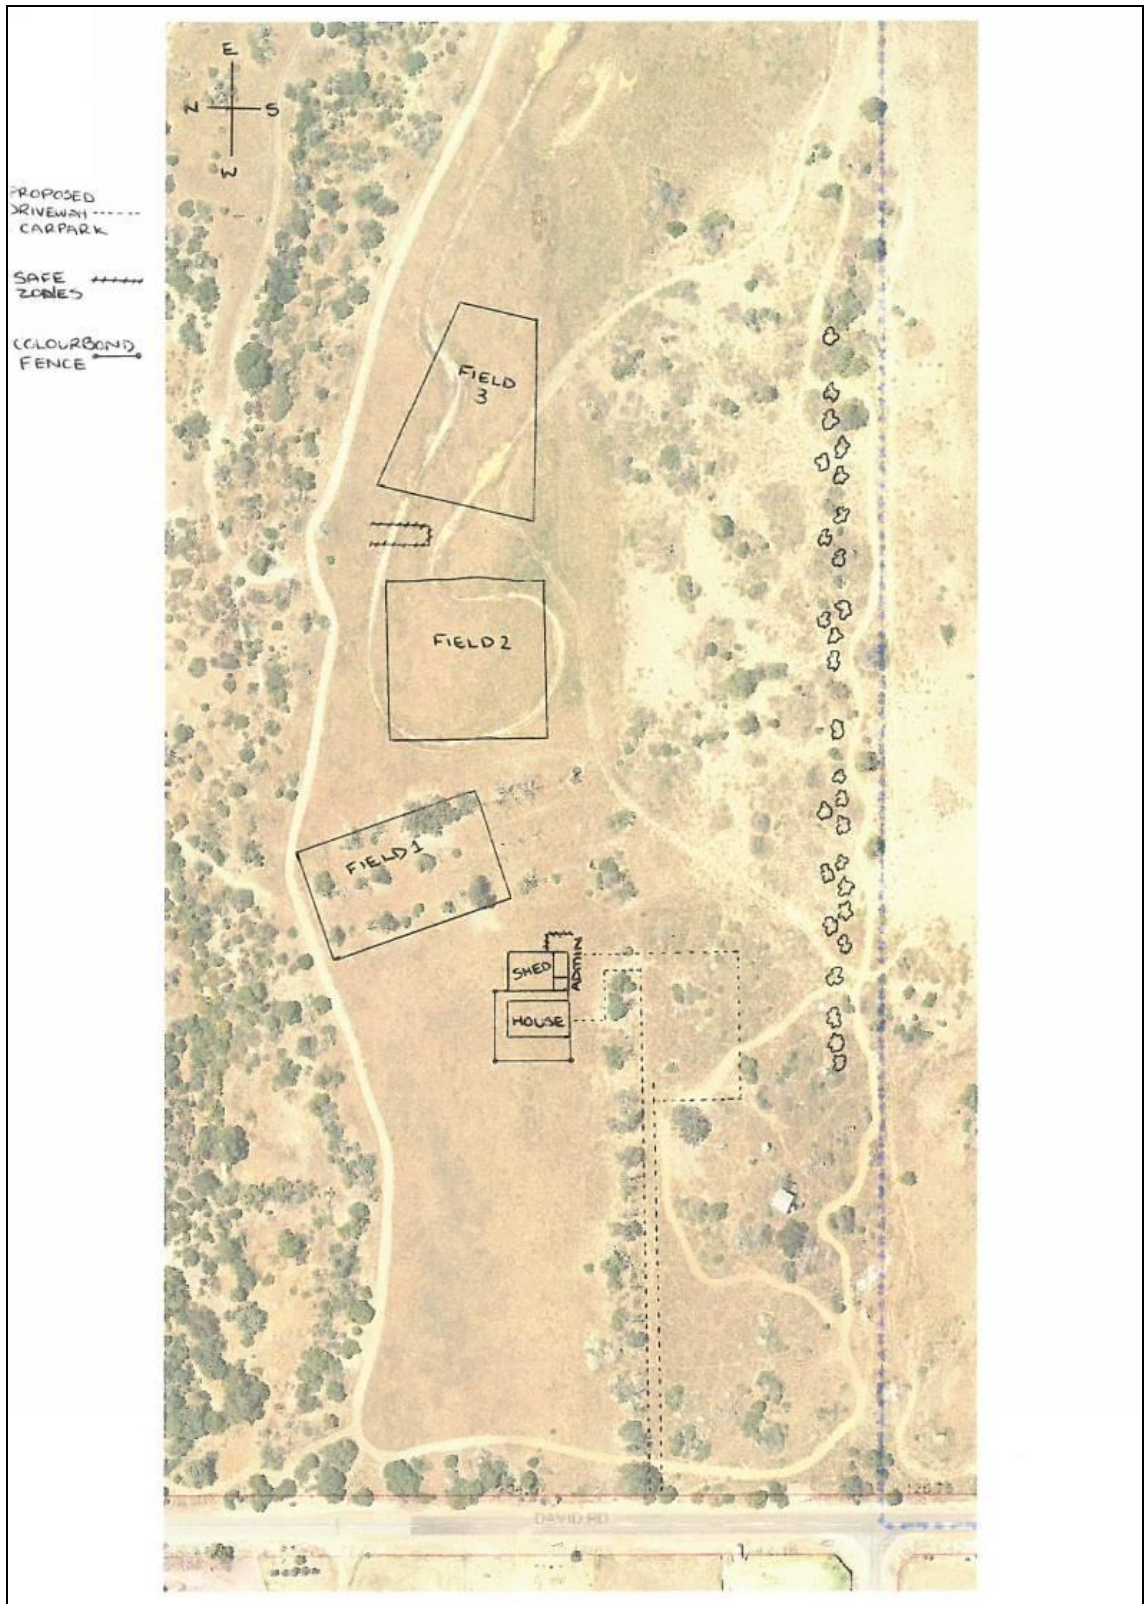 E
N S
W
PROPOSED
DRIVEWAY
CARPARK
SAFE
ZONES
COLOURBOND
FENCE
FIELD
3
FIELD 2
FIELD 1
SHED
ADMIN
HOUSE
DAVID RD